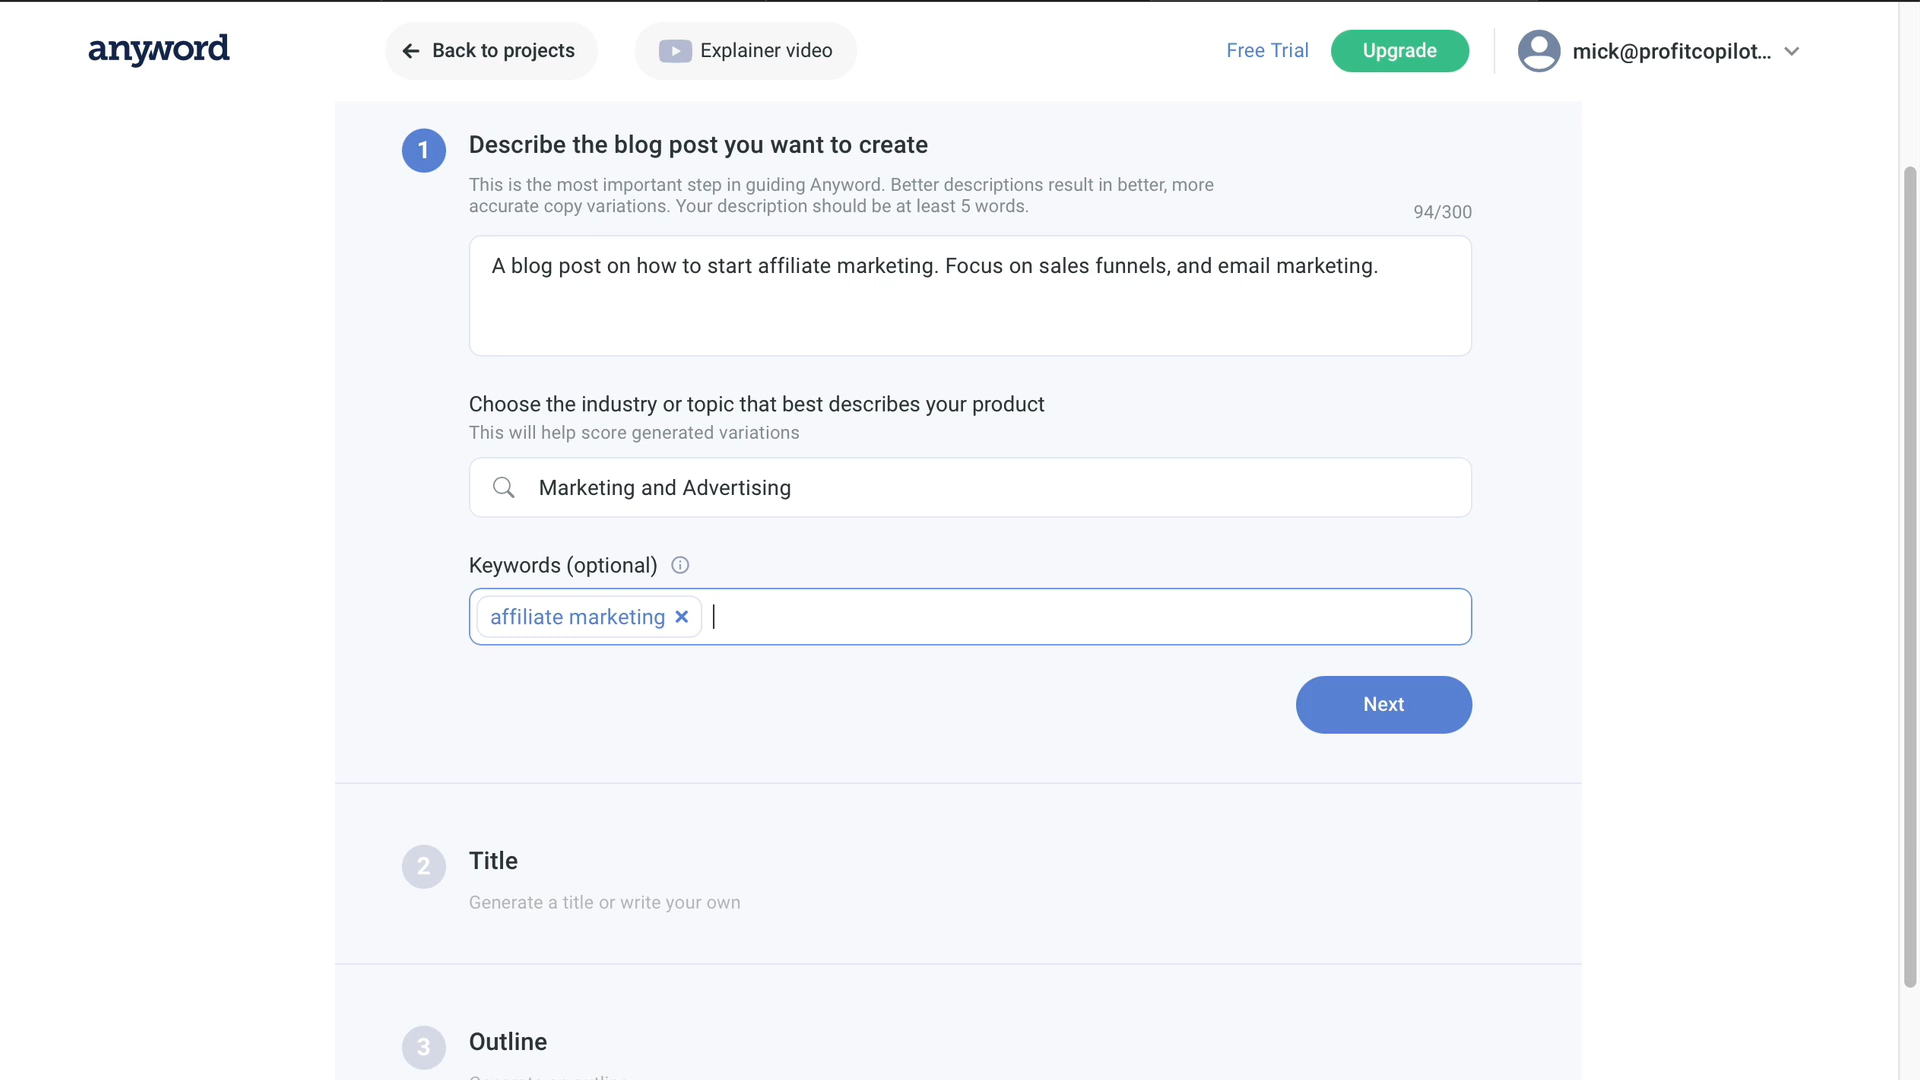 anyword
Back to projects
Explainer video
Free Trial
Upgrade
mick@profitcopilot...
1
Describe the blog post you want to create
This is the most important step in guiding Anyword. Better descriptions result in better, more
accurate copy variations. Your description should be at least 5 words.
94/300
A blog post on how to start affiliate marketing. Focus on sales funnels, and email marketing.
Choose the industry or topic that best describes your product
This will help score generated variations
Marketing and Advertising
Keywords (optional)
affiliate marketing
Next
2
Title
Generate a title or write your own
3
Outline